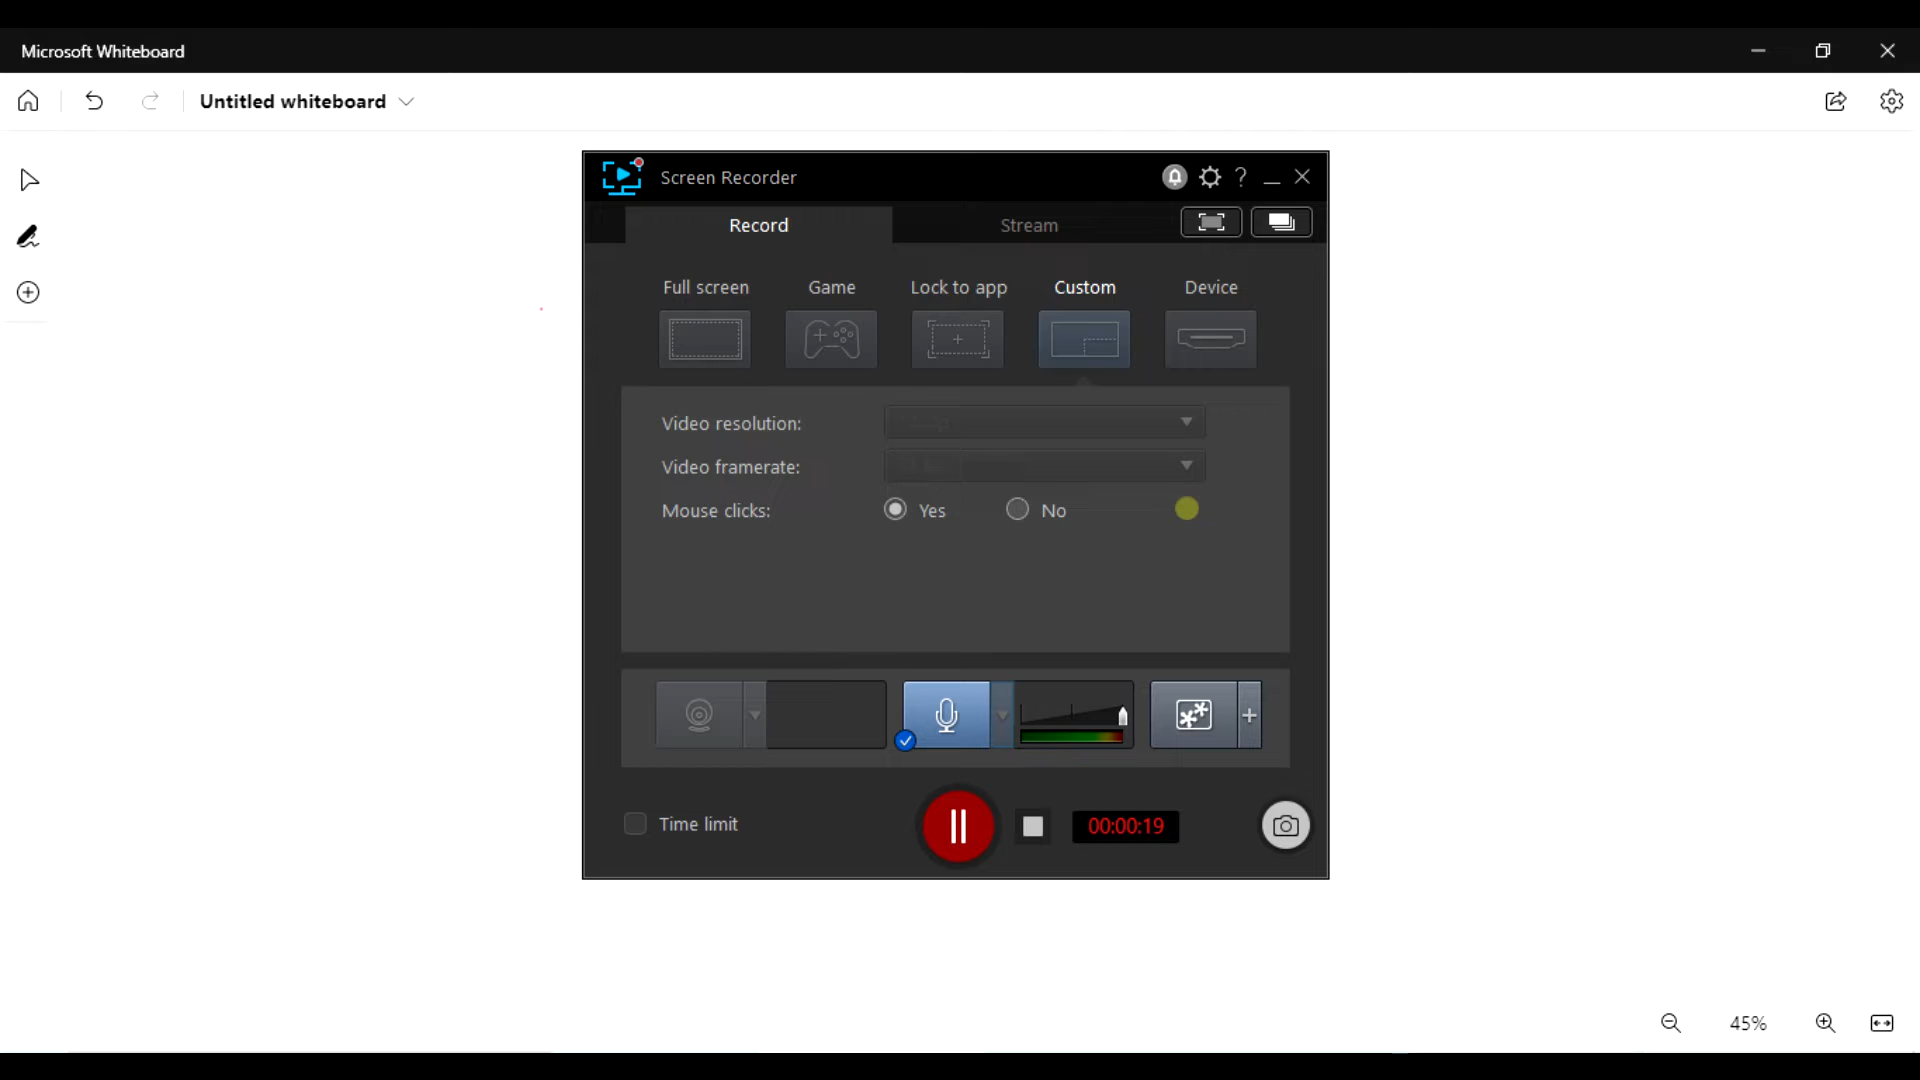 Microsoft Whiteboard
Untitled whiteboard
Screen Recorder
Record
Stream
Full screen
Game
Lock to app
Custom
Device
Video resolution:
Video framerate:
Mouse clicks:
Yes
No
Time limit
00:00:19
45%